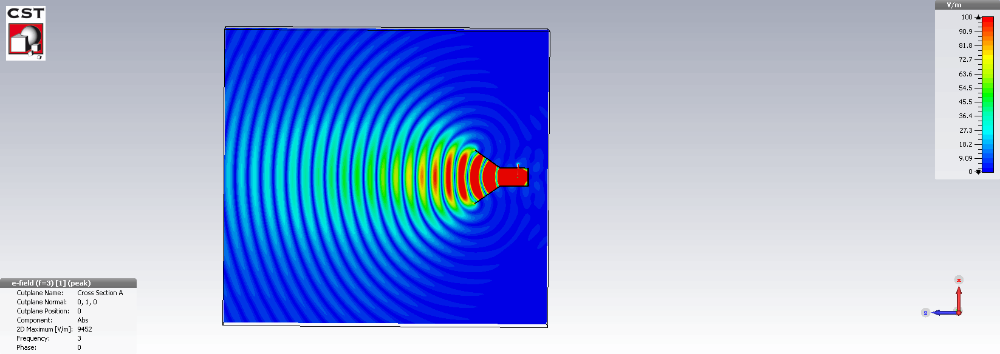 CST
V/m
100
90.9
81.8
72.7
63.6
54.5
45.5
36.4
27.3
18.2
9.09
0
e-field (f=3) [1] (peak)
Cutplane Name: Cross Section A
Cutplane Normal: 0, 1, 0
Cutplane Position: 0
Component: Abs
2D Maximum [V/m]: 9452
Frequency: 3
Phase: 0
x
z